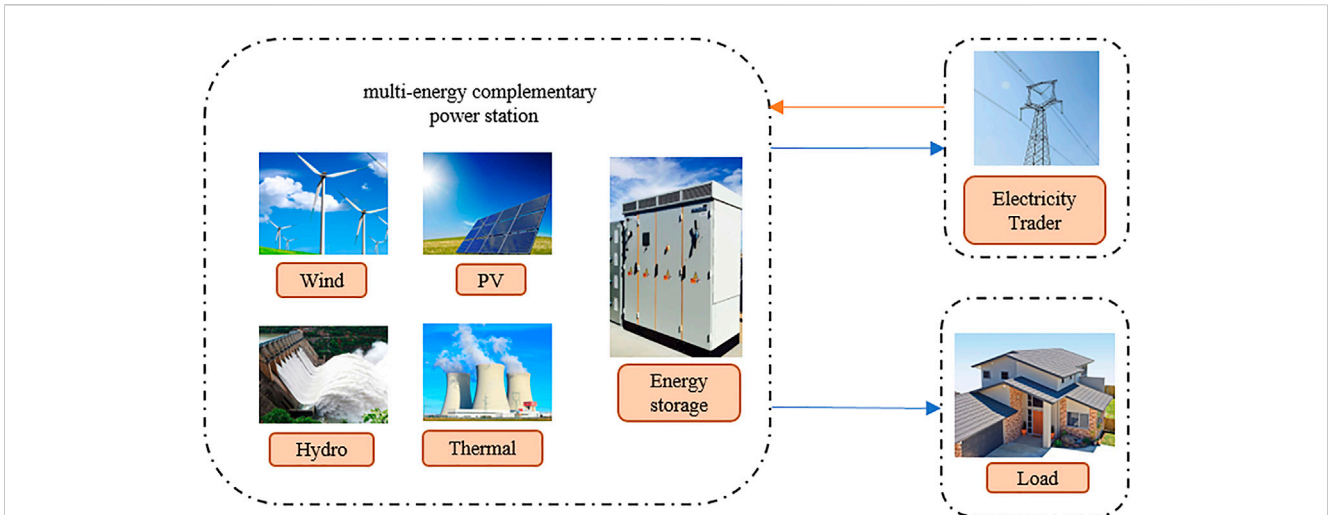 multi-energy complementary
power station
Wind
PV
Hydro
Thermal
Energy
storage
Electricity
Trader
Load